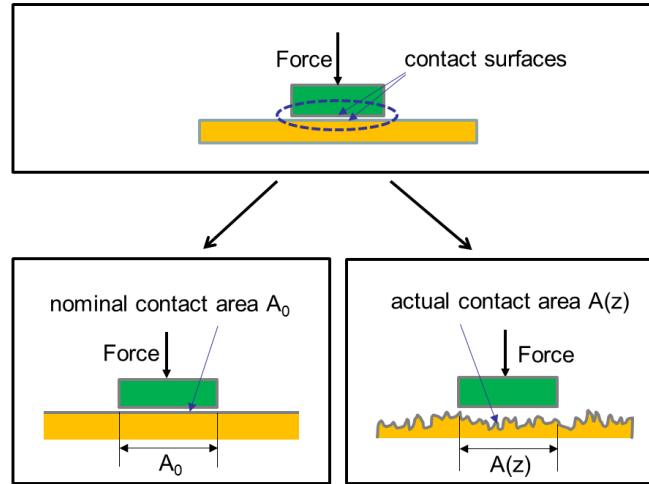 Force
contact surfaces
nominal contact area A₀
Force
A₀
actual contact area A(z)
Force
A(z)